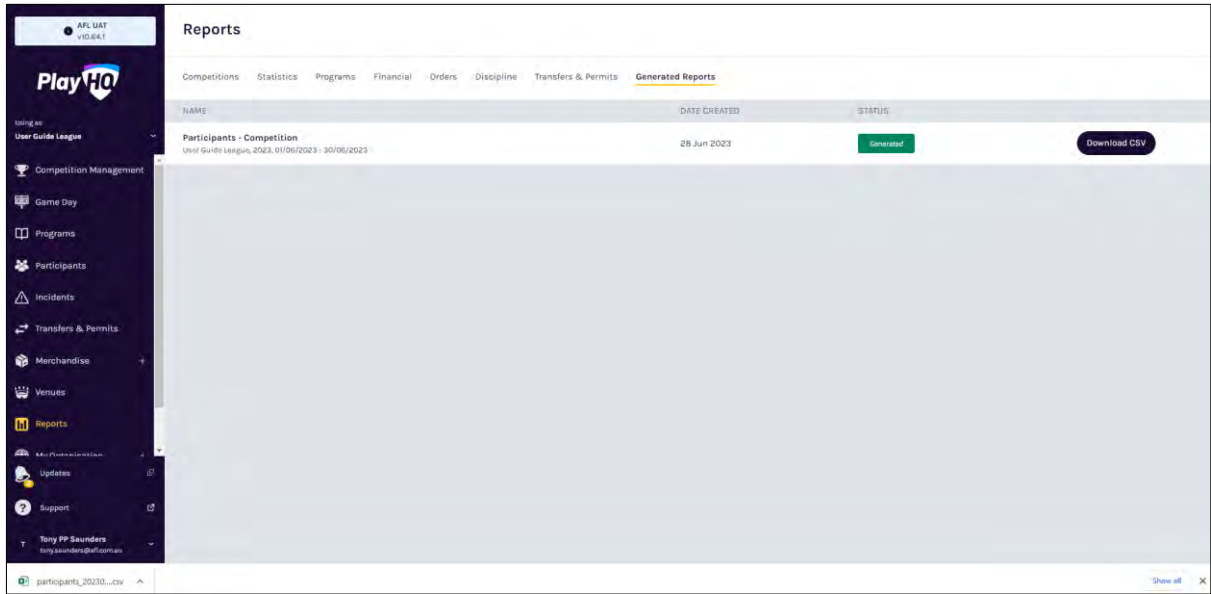 AFL UAT
v10.64.1
PlayHQ
Using as
User Guide League
Competition Management
Game Day
Programs
Participants
Incidents
Transfers & Permits
Merchandise +
Venues
Reports
My Organisation +
Updates
Support
T Tony PP Saunders
tony.saunders@afl.com.au
Reports
Competitions Statistics Programs Financial Orders Discipline Transfers & Permits Generated Reports
NAME DATE CREATED STATUS
Participants - Competition 28 Jun 2023 Generated Download CSV
User Guide League, 2023, 01/06/2023 - 30/06/2023
participants_20230....csv Show all